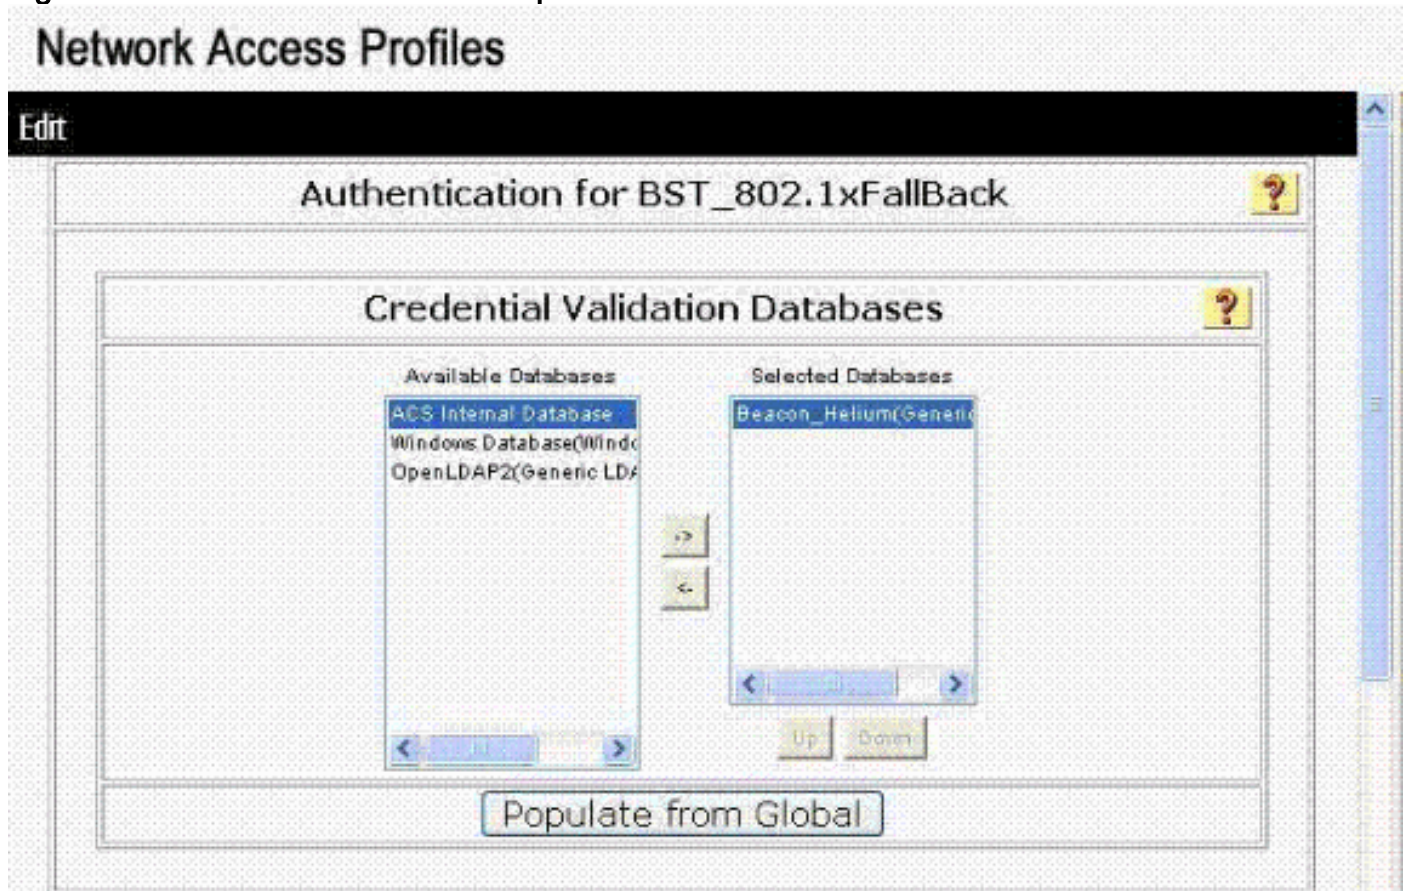 Network Access Profiles
Edit
Authentication for BST_802.1xFallBack
?
Credential Validation Databases
?
Available Databases
Selected Databases
ACS Internal Database
Windows Database(Windo
OpenLDAP2(Generic LDA
Beacon_Helium(Generic
->
<-
Up Down
Populate from Global